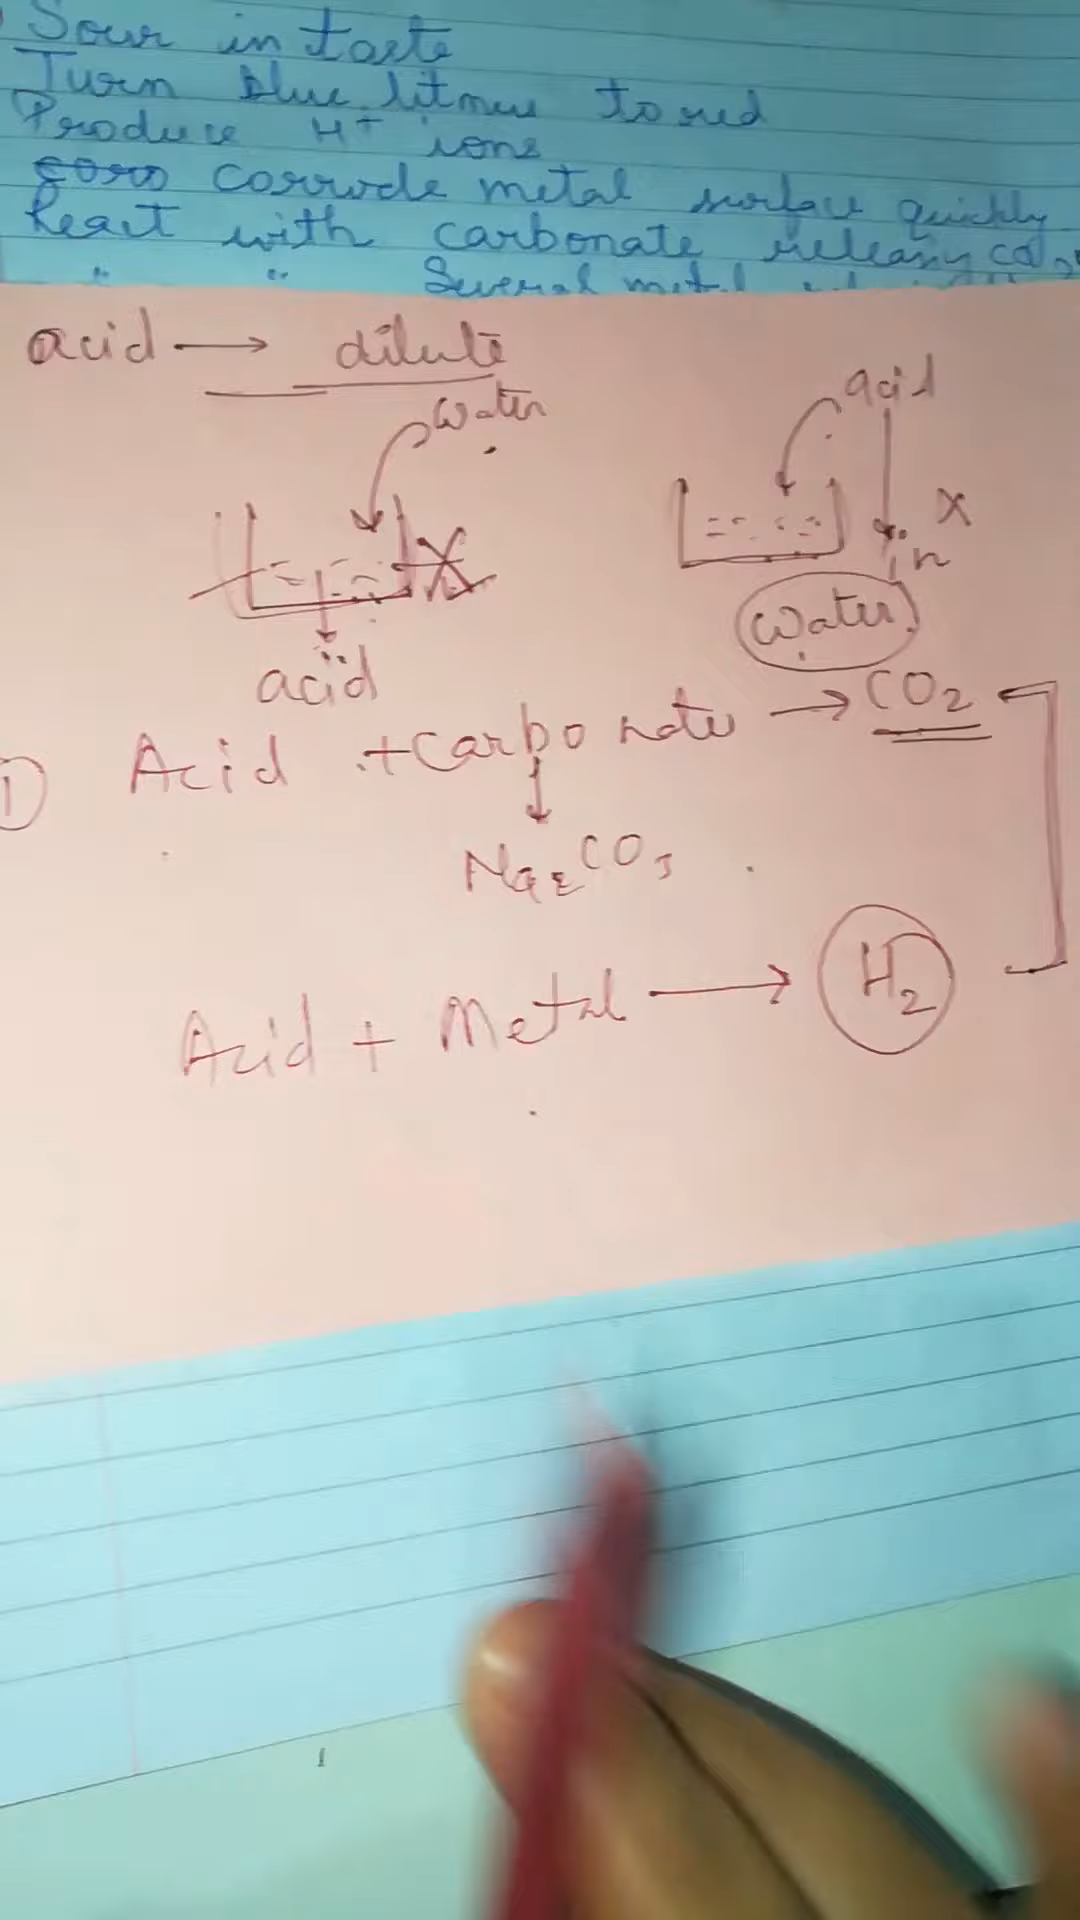 Sour in taste
Turn blue litmus to red
Produce H+ ions
corrode metal surface quickly
React with carbonate releasing CO2
" " Several metal
acid → dilute
water
acid
X
X
n
water
acid
1) Acid + Carbonate → CO2
Na2CO3
Acid + Metal → H2